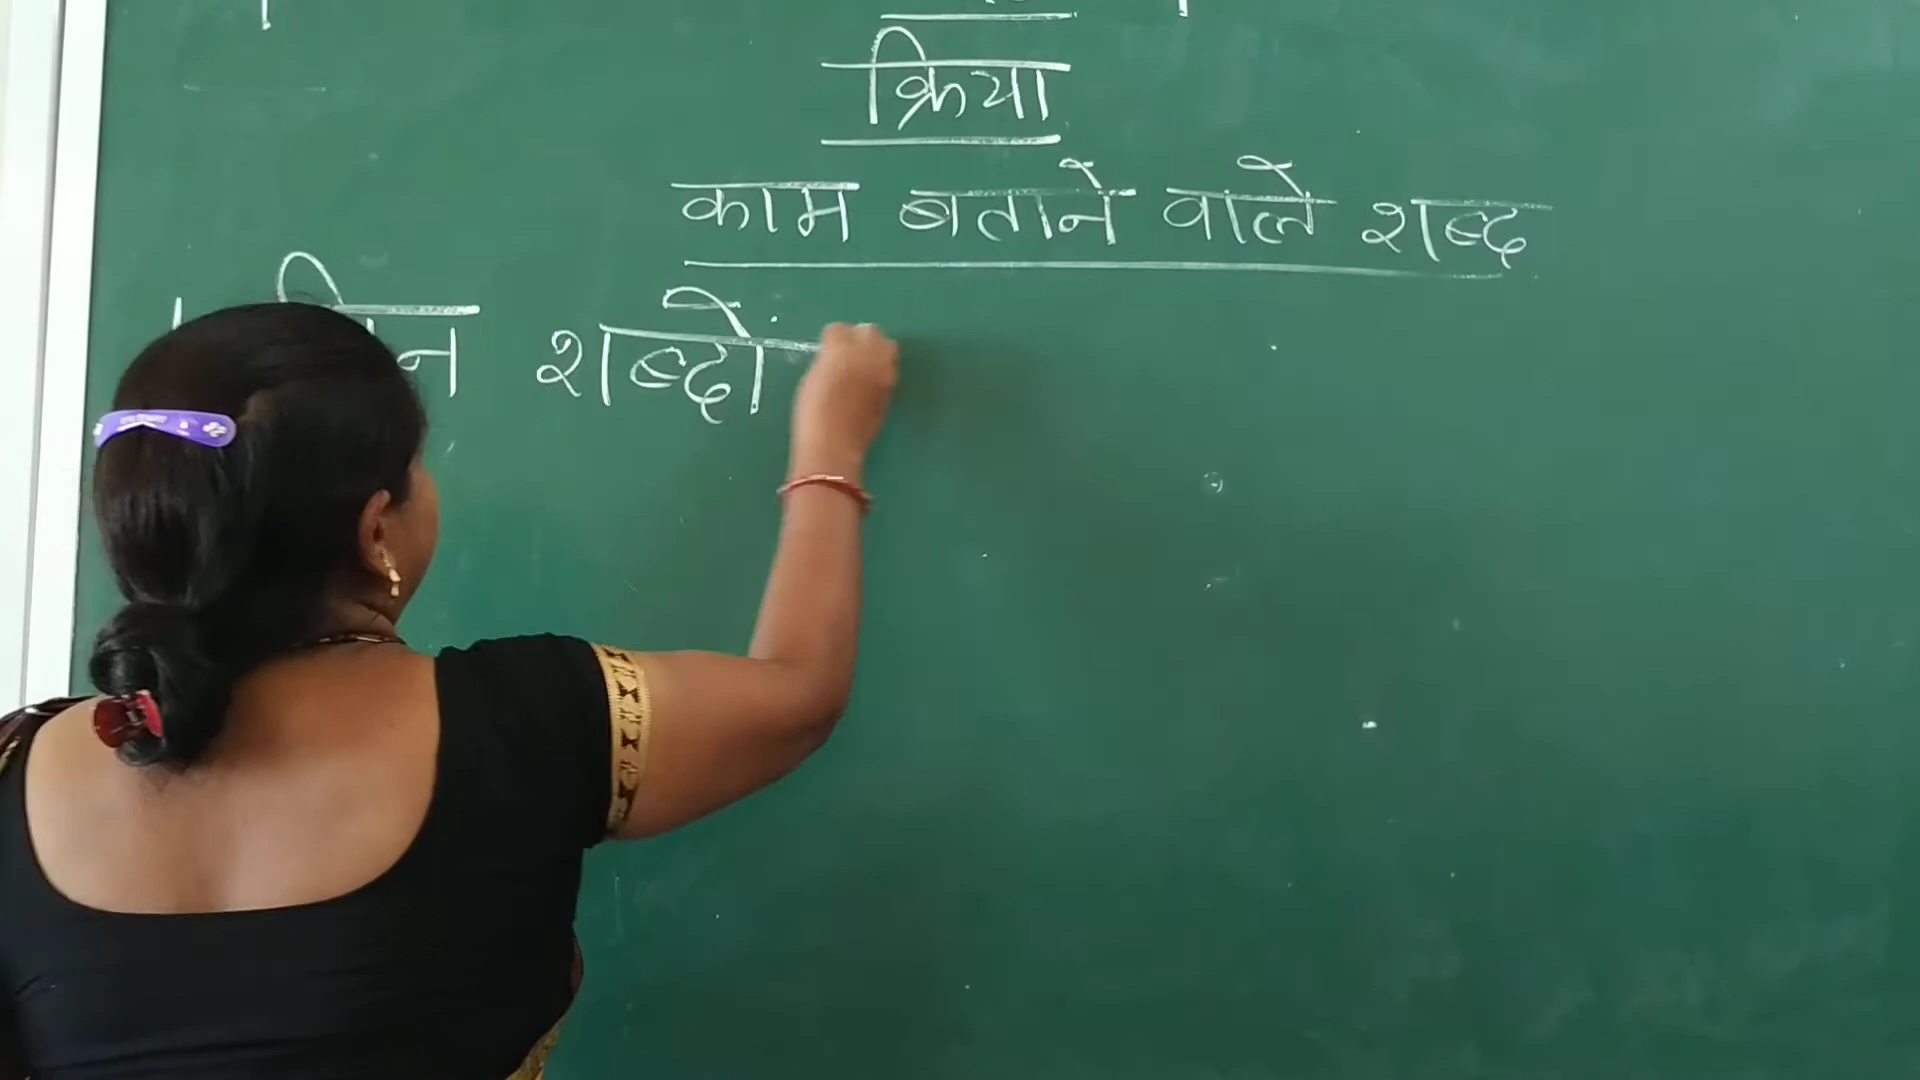 क्रिया
काम बताने वाले शब्द
शब्दों